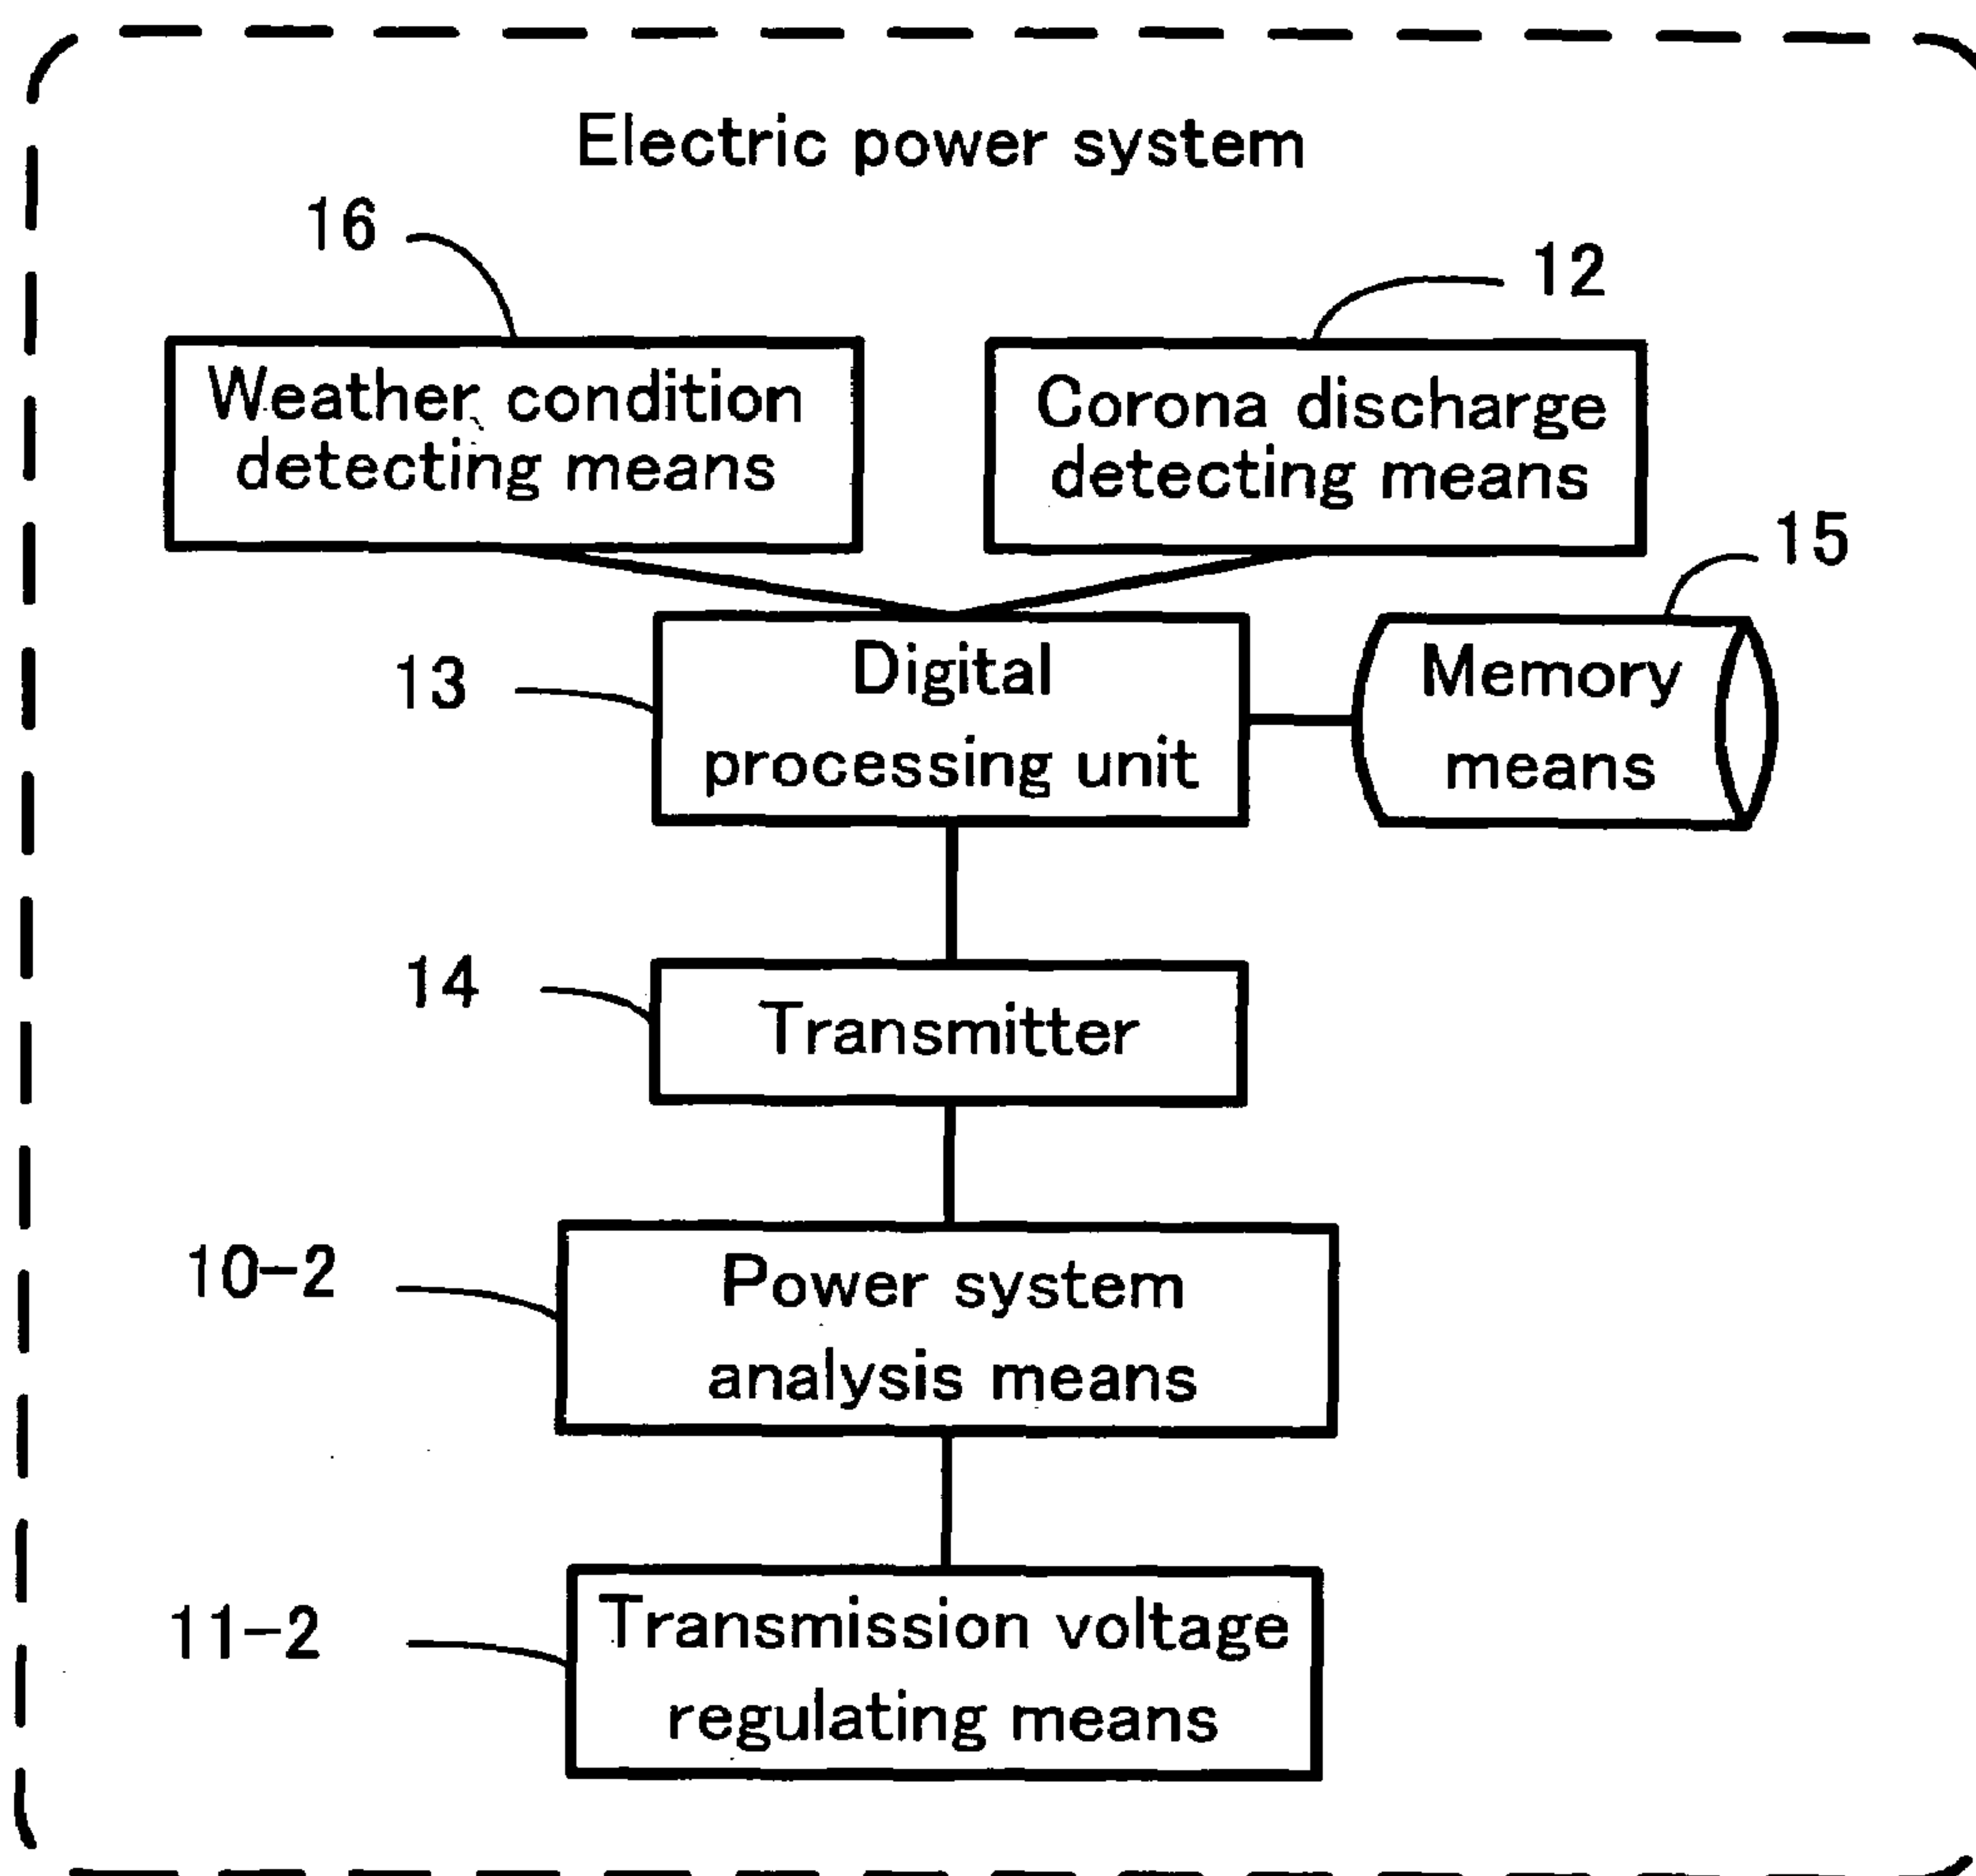 Electric power system
16
12
Weather condition
detecting means
Corona discharge
detecting means
15
13
Digital
processing unit
Memory
means
14
Transmitter
10-2
Power system
analysis means
11-2
Transmission voltage
regulating means